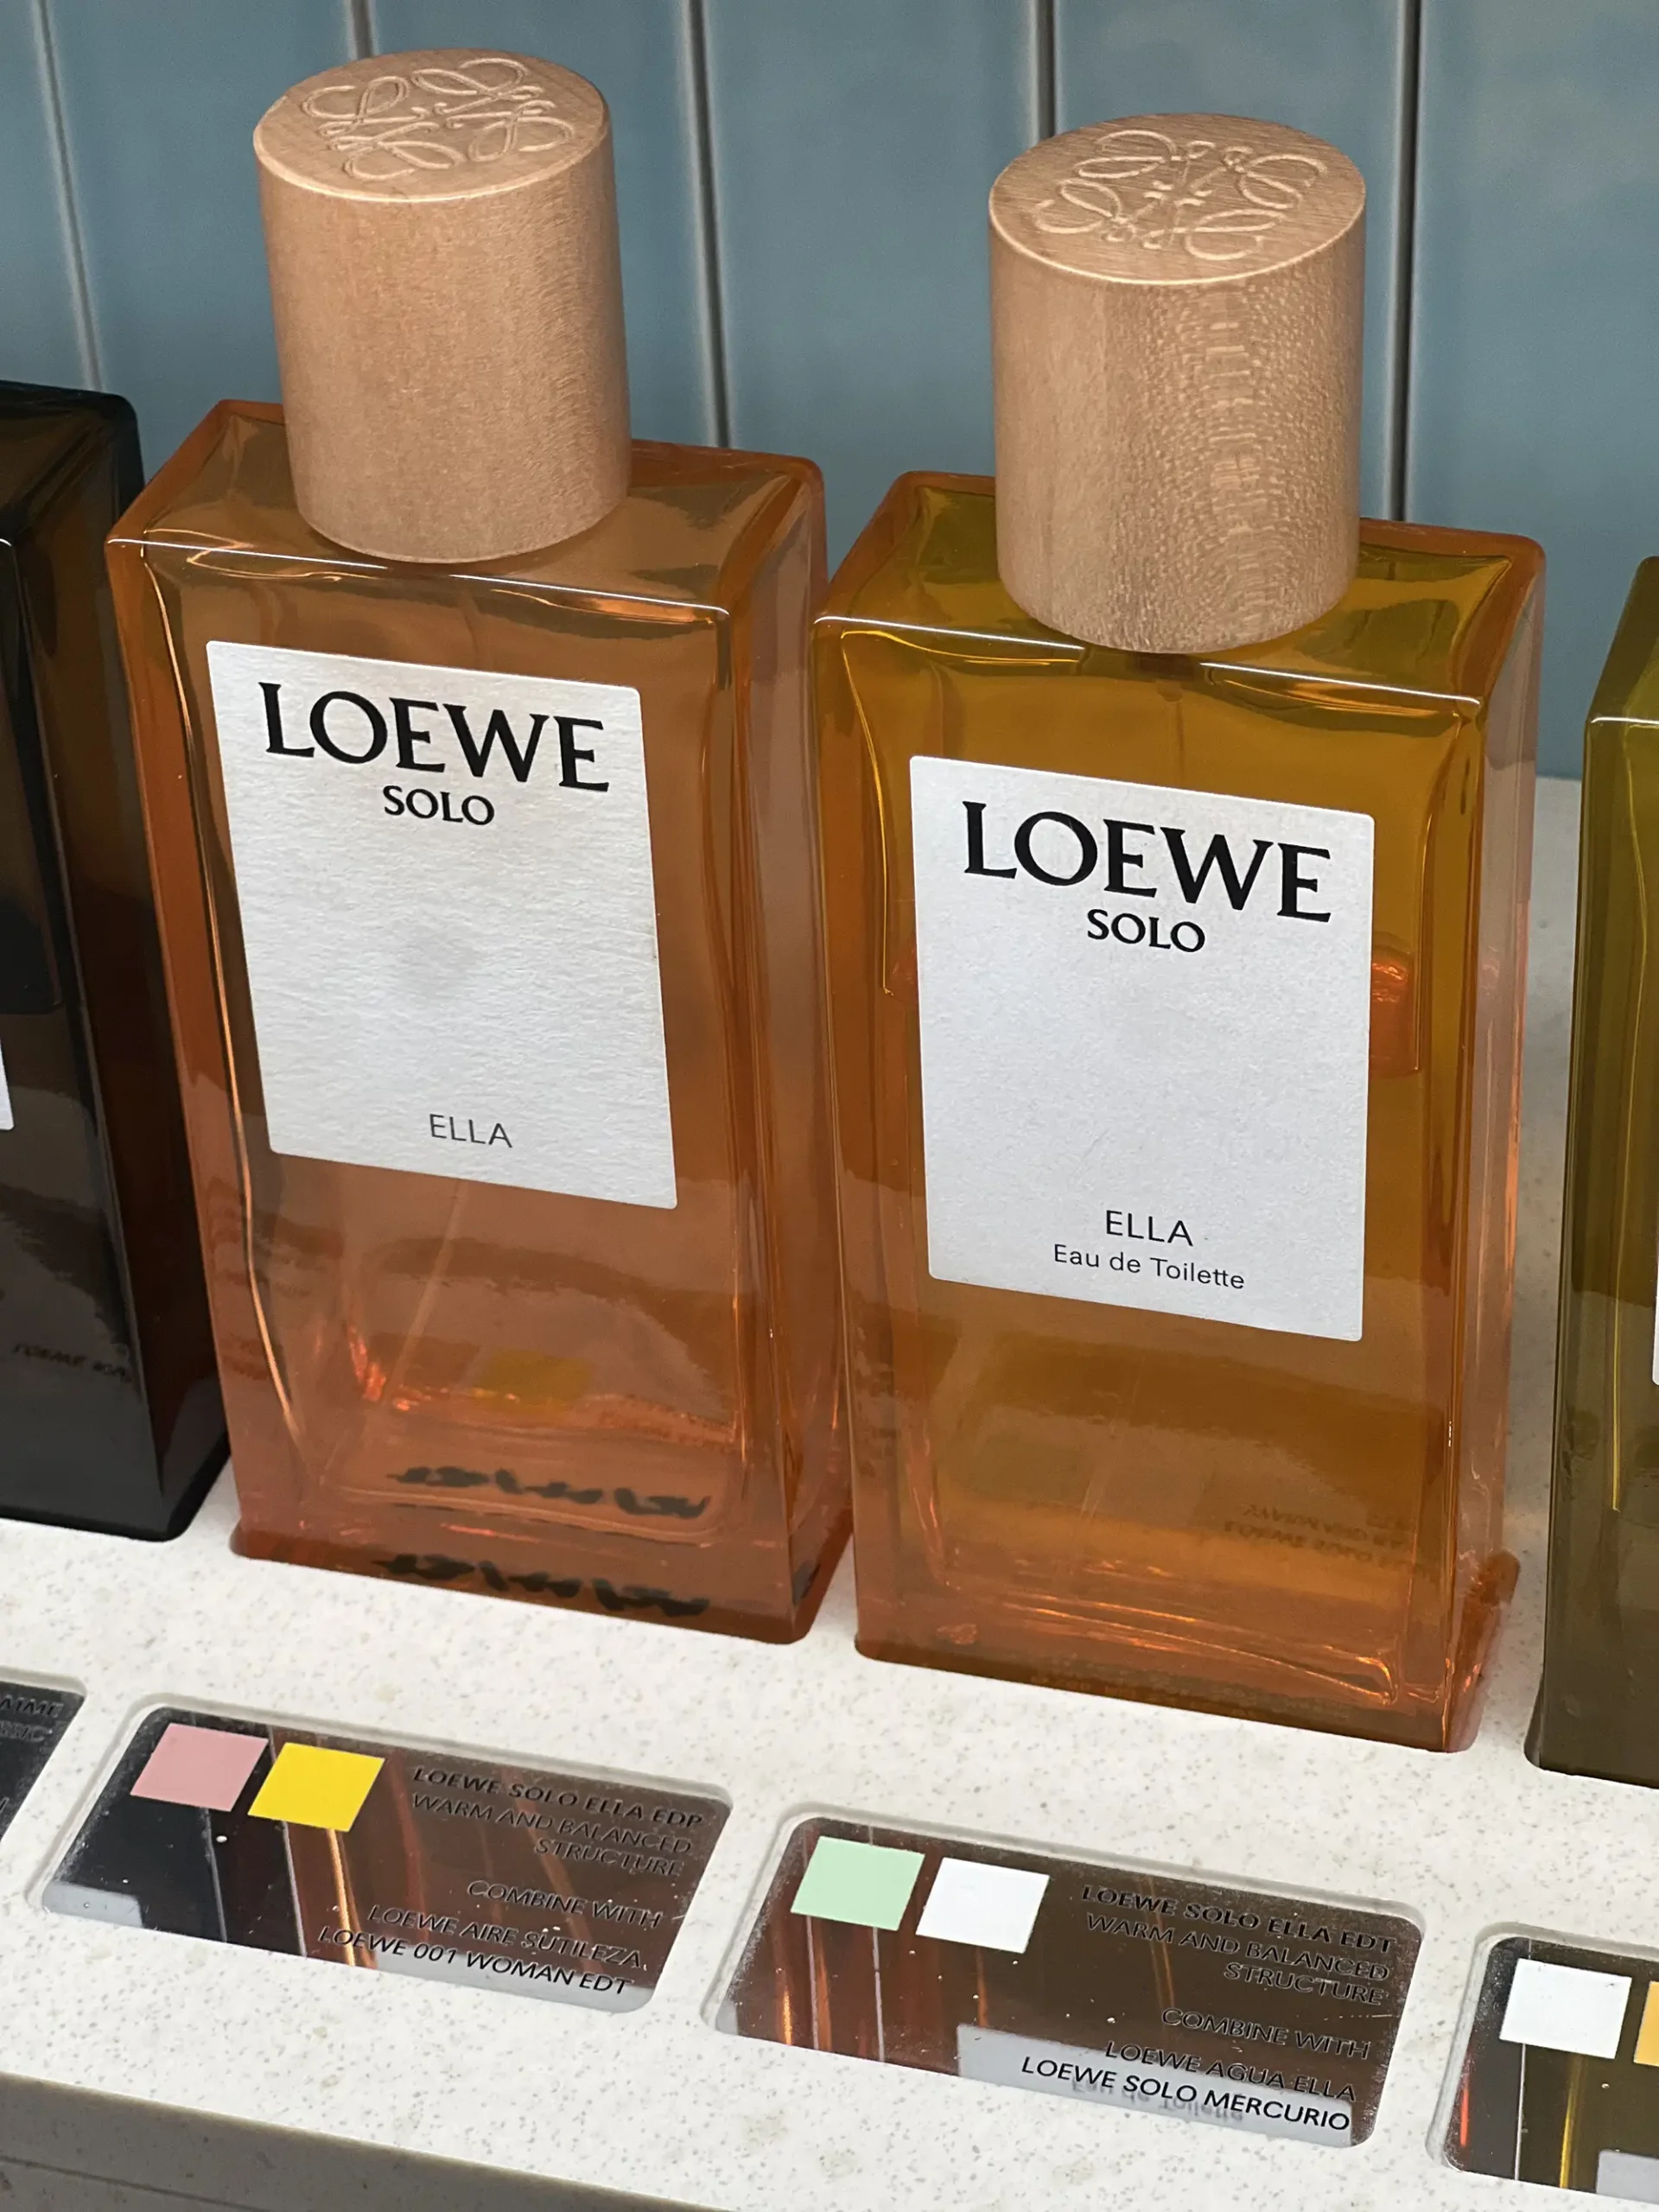 LOEWE
SOLO
ELLA
LOEWE
SOLO
ELLA
Eau de Toilette
LOEWE SOLO ELLA EDP
WARM AND BALANCED
STRUCTURE
COMBINE WITH
LOEWE AIRE SUTILEZA,
LOEWE 001 WOMAN EDT
LOEWE SOLO ELLA EDT
WARM AND BALANCED
STRUCTURE
COMBINE WITH
LOEWE AGUA ELLA
LOEWE SOLO MERCURIO